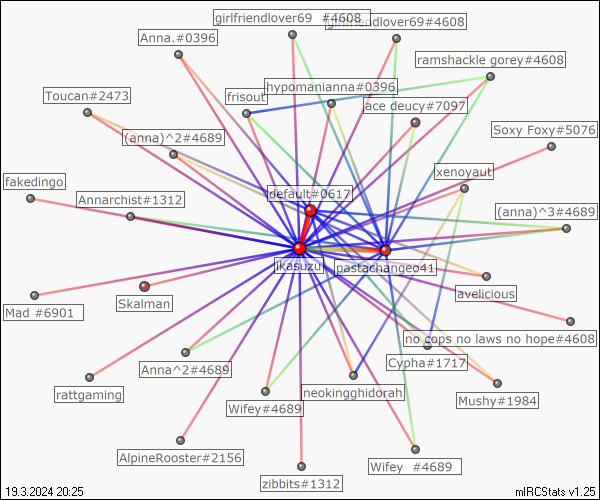 girlfriendlover69   #4608
girlfriendlover69#4608
Anna.#0396
ramshackle gorey#4608
hypomanianna#0396
Toucan#2473
frisout
ace deucy#7097
Soxy Foxy#5076
(anna)^2#4689
xenoyaut
fakedingo
Annarchist#1312
default#0617
(anna)^3#4689
ikasuzu
pastachangeo41
avelicious
Skalman
Mad #6901
no cops no laws no hope#4608
Cypha#1717
Anna^2#4689
rattgaming
neokingghidorah
Mushy#1984
Wifey#4689
AlpineRooster#2156
Wifey  #4689
zibbits#1312
19.3.2024 20:25
mIRCStats v1.25